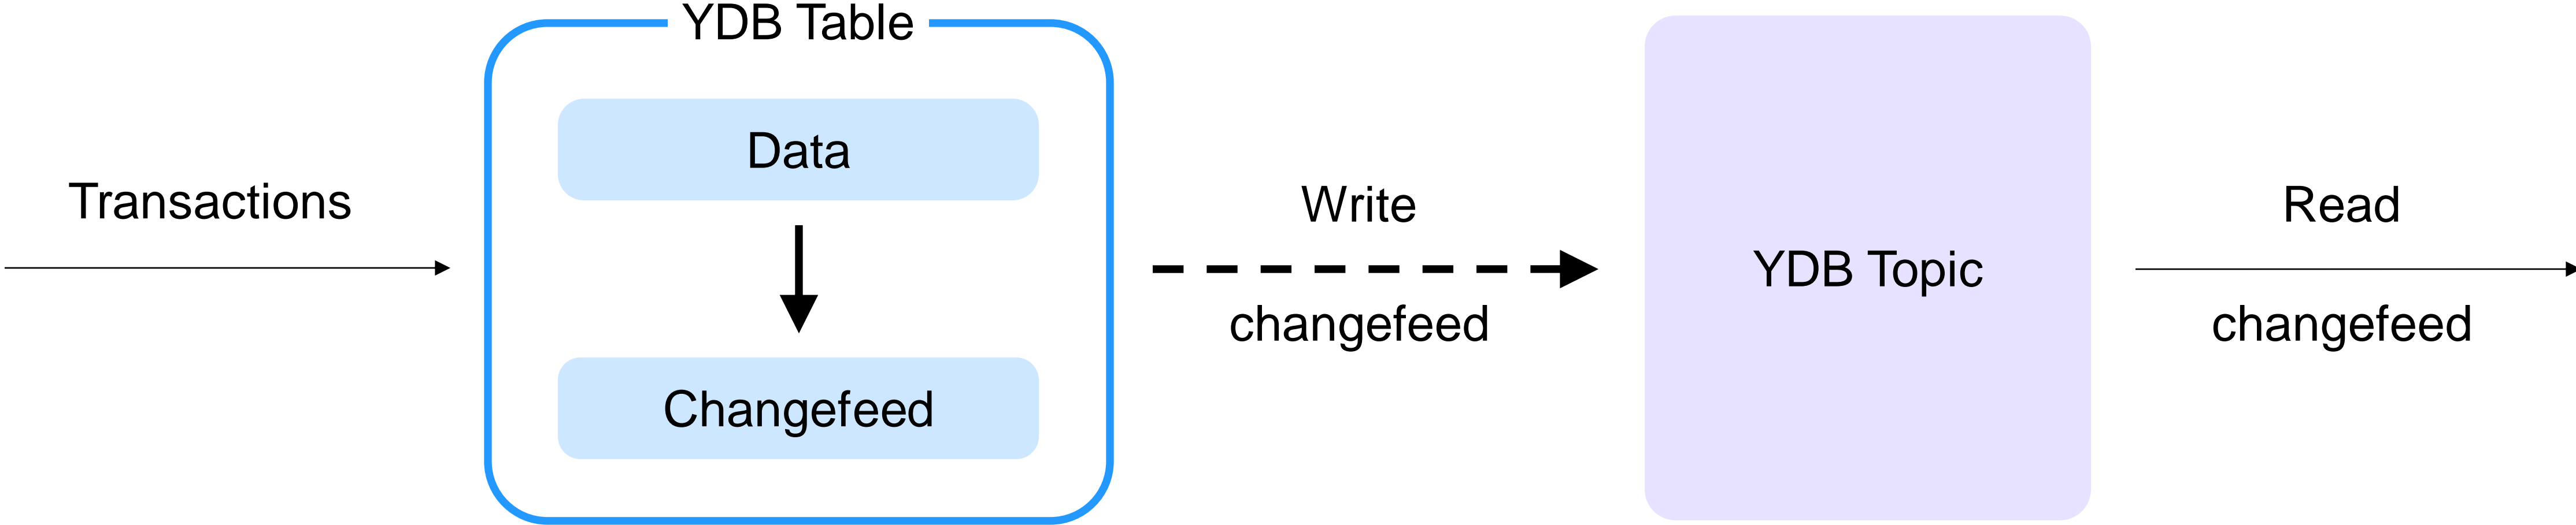 YDB Table
Transactions
Data
Changefeed
Write
changefeed
YDB Topic
Read
changefeed